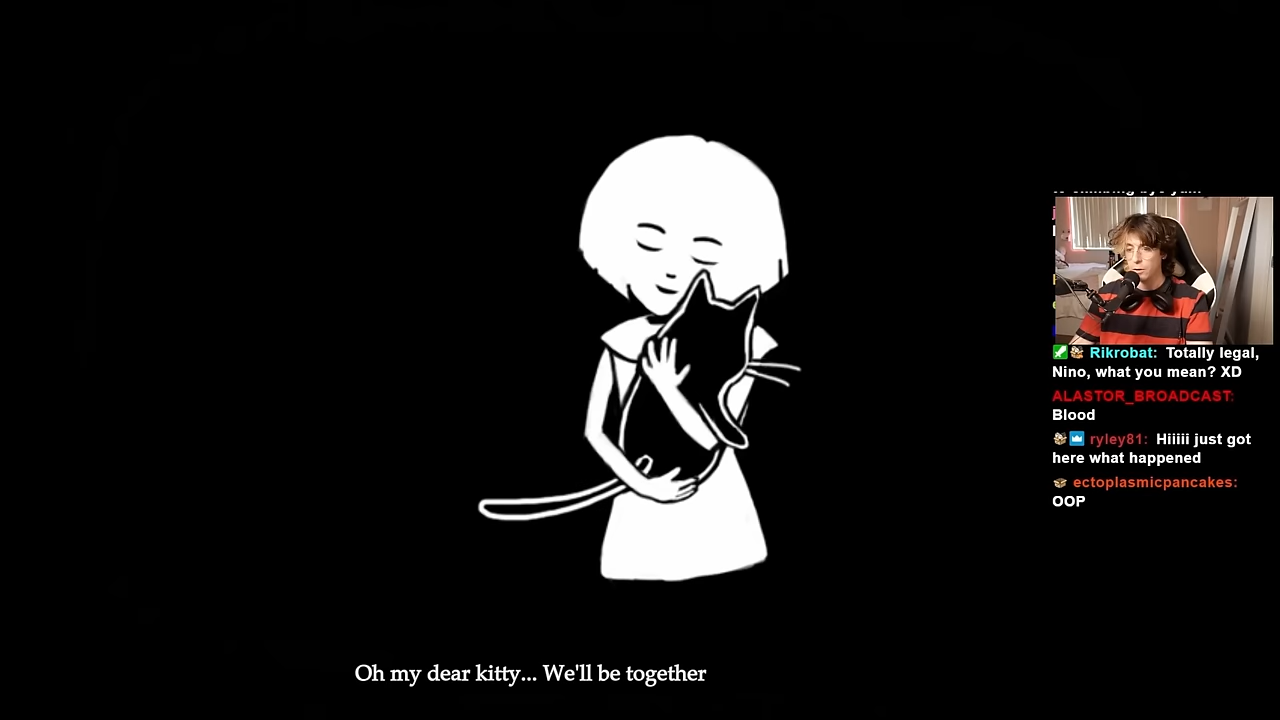 Rikrobat: Totally legal,
Nino, what you mean? XD
ALASTOR_BROADCAST:
Blood
ryley81: Hiiiii just got
here what happened
ectoplasmicpancakes:
OOP
Oh my dear kitty... We'll be together